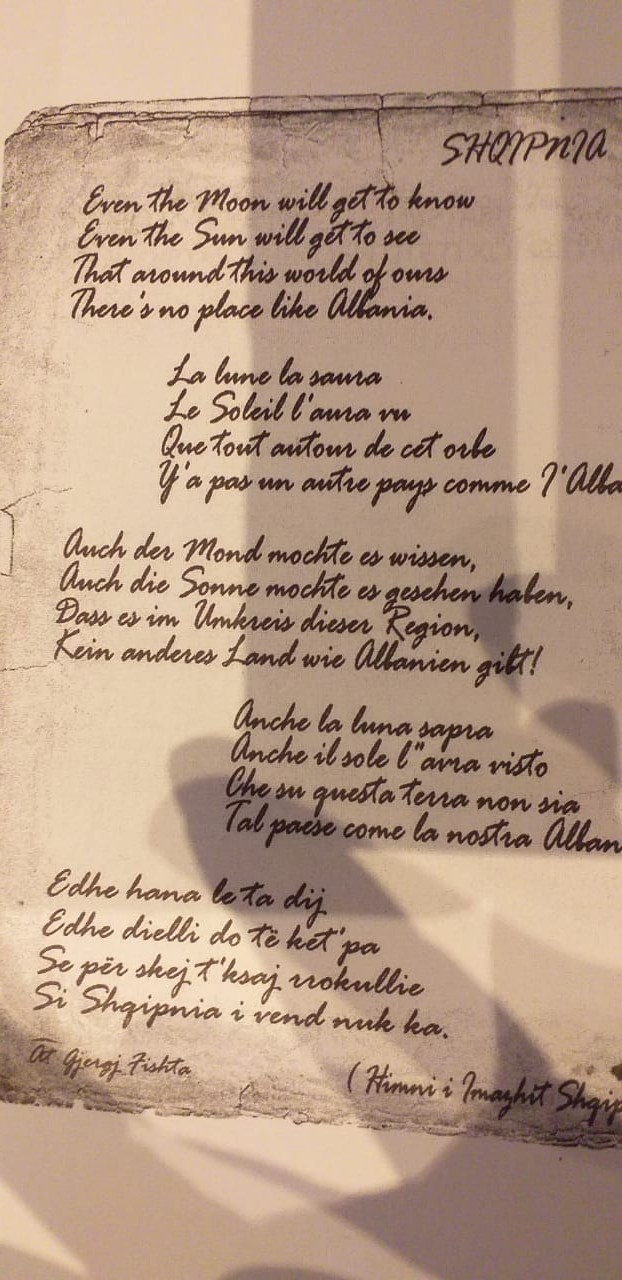 SHQIPNIA
Even the Moon will get to know
Even the Sun will get to see
That around this world of ours
There's no place like Albania.
La lune la saura
Le Soleil l'aura vu
Que tout autour de cet orbe
Y'a pas un autre pays comme l'Alba
Auch der Mond mochte es wissen,
Auch die Sonne mochte es gesehen haben,
Dass es im Umkreis dieser Region,
Kein anderes Land wie Albanien gibt!
Anche la luna sapra
Anche il sole l"avra visto
Che su questa terra non sia
Tal paese come la nostra Alban
Edhe hana le ta dij
Edhe dielli do të ket'pa
Se për skej t'ksaj rrokullie
Si Shqipnia i vend nuk ka.
At Gjergj Fishta
(Himni i Imazhit Shqip